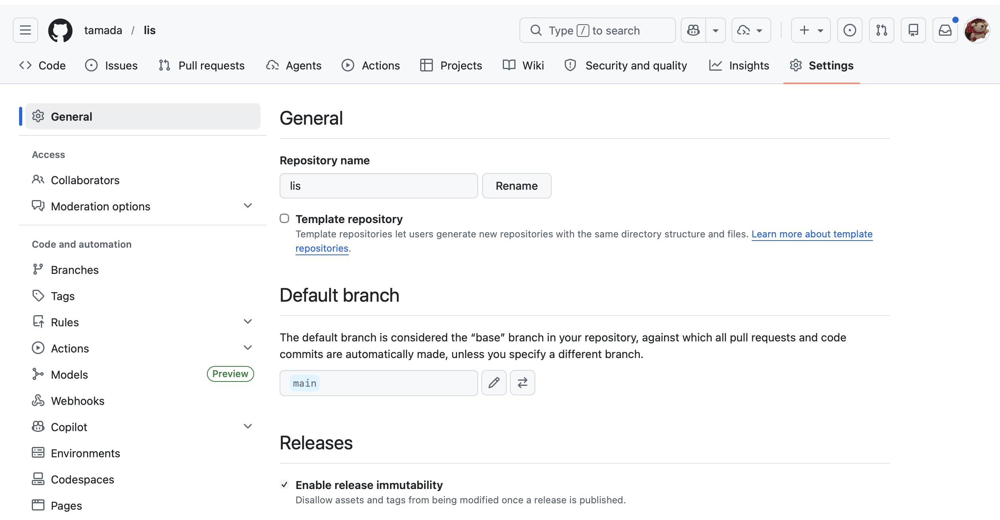 tamada / lis
Type / to search
Code
Issues
Pull requests
Agents
Actions
Projects
Wiki
Security and quality
Insights
Settings
General
Access
Collaborators
Moderation options
Code and automation
Branches
Tags
Rules
Actions
Models
Preview
Webhooks
Copilot
Environments
Codespaces
Pages
General
Repository name
lis
Rename
Template repository
Template repositories let users generate new repositories with the same directory structure and files. Learn more about template
repositories.
Default branch
The default branch is considered the “base” branch in your repository, against which all pull requests and code
commits are automatically made, unless you specify a different branch.
main
Releases
Enable release immutability
Disallow assets and tags from being modified once a release is published.